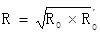 R = √R₀ × R₀'